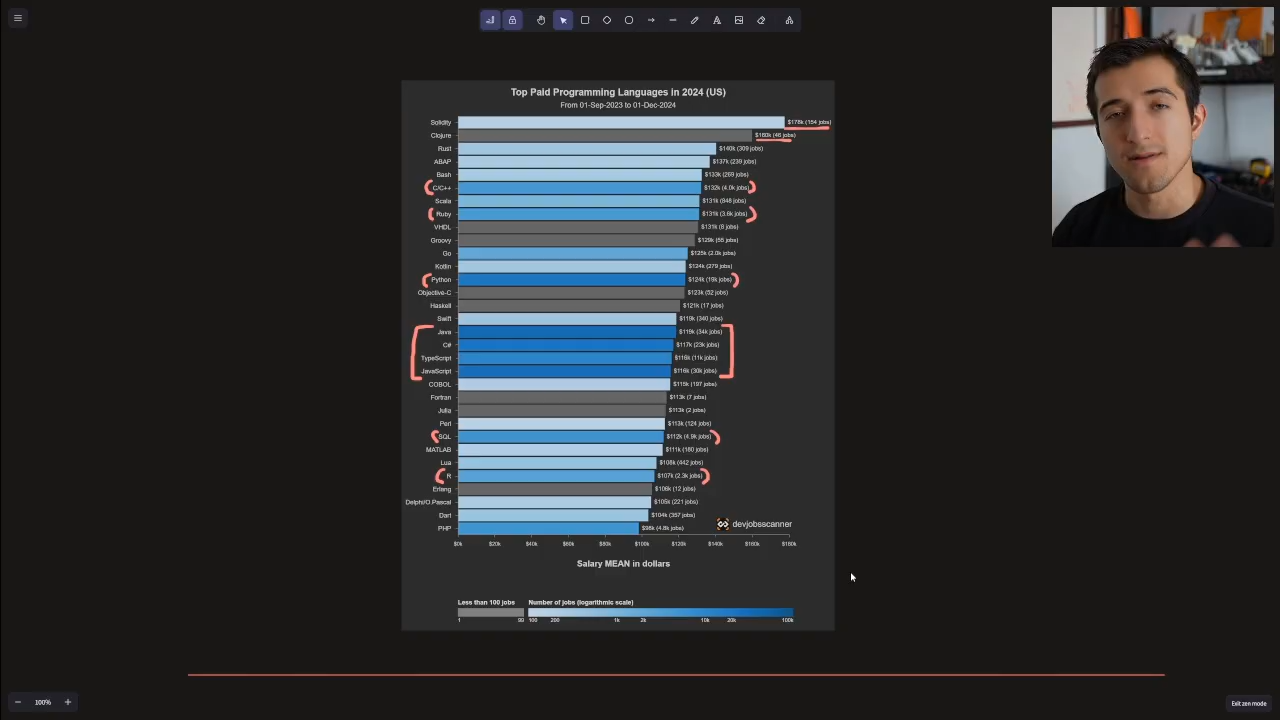 Top Paid Programming Languages in 2024 (US)
From 01-Sep-2023 to 01-Dec-2024
Solidity $178k (154 jobs)
Clojure $160k (46 jobs)
Rust $140k (309 jobs)
ABAP $137k (239 jobs)
Bash $133k (269 jobs)
C/C++ $132k (4.0k jobs)
Scala $131k (848 jobs)
Ruby $131k (3.6k jobs)
VHDL $131k (8 jobs)
Groovy $129k (55 jobs)
Go $125k (2.0k jobs)
Kotlin $124k (279 jobs)
Python $124k (19k jobs)
Objective-C $123k (52 jobs)
Haskell $121k (17 jobs)
Swift $119k (340 jobs)
Java $119k (34k jobs)
C# $117k (23k jobs)
TypeScript $116k (11k jobs)
JavaScript $116k (30k jobs)
COBOL $115k (197 jobs)
Fortran $113k (7 jobs)
Julia $113k (2 jobs)
Perl $113k (124 jobs)
SQL $112k (4.9k jobs)
MATLAB $111k (180 jobs)
Lua $108k (442 jobs)
R $107k (2.3k jobs)
Erlang $106k (12 jobs)
Delphi/O.Pascal $105k (221 jobs)
Dart $104k (357 jobs)
PHP $98k (4.8k jobs)
devjobsscanner
$0k $20k $40k $60k $80k $100k $120k $140k $160k $180k
Salary MEAN in dollars
Less than 100 jobs Number of jobs (logarithmic scale)
1 99 100 200 1k 2k 10k 20k 100k
100%
Exit zen mode